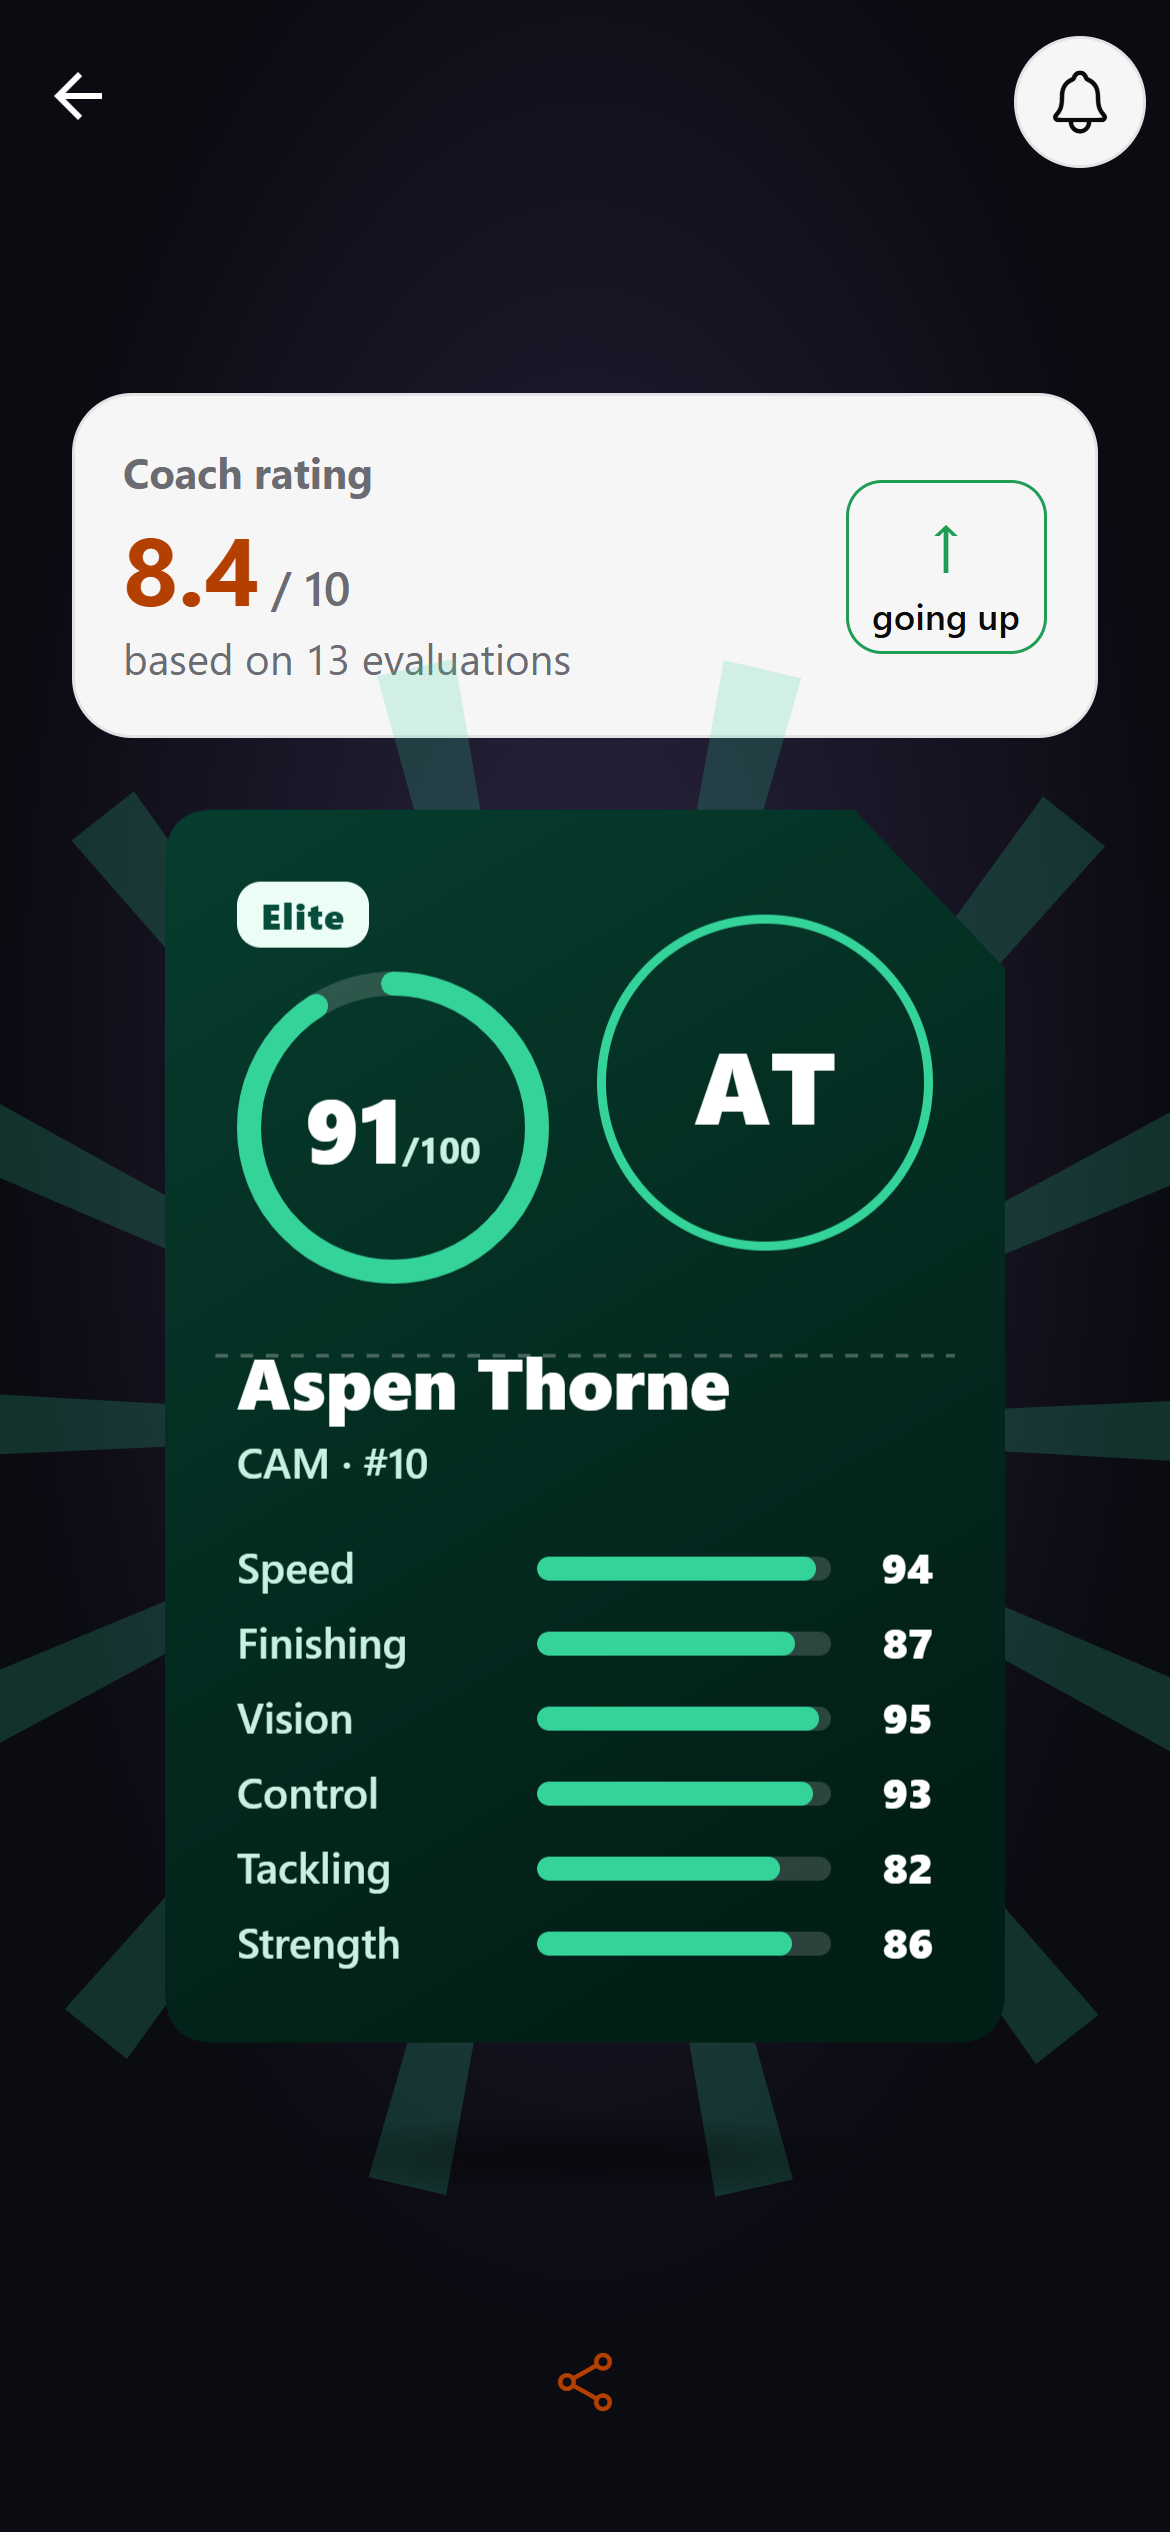 Coach rating
8.4 / 10
based on 13 evaluations
↑
going up
Elite
91/100
AT
Aspen Thorne
CAM · #10
Speed 94
Finishing 87
Vision 95
Control 93
Tackling 82
Strength 86